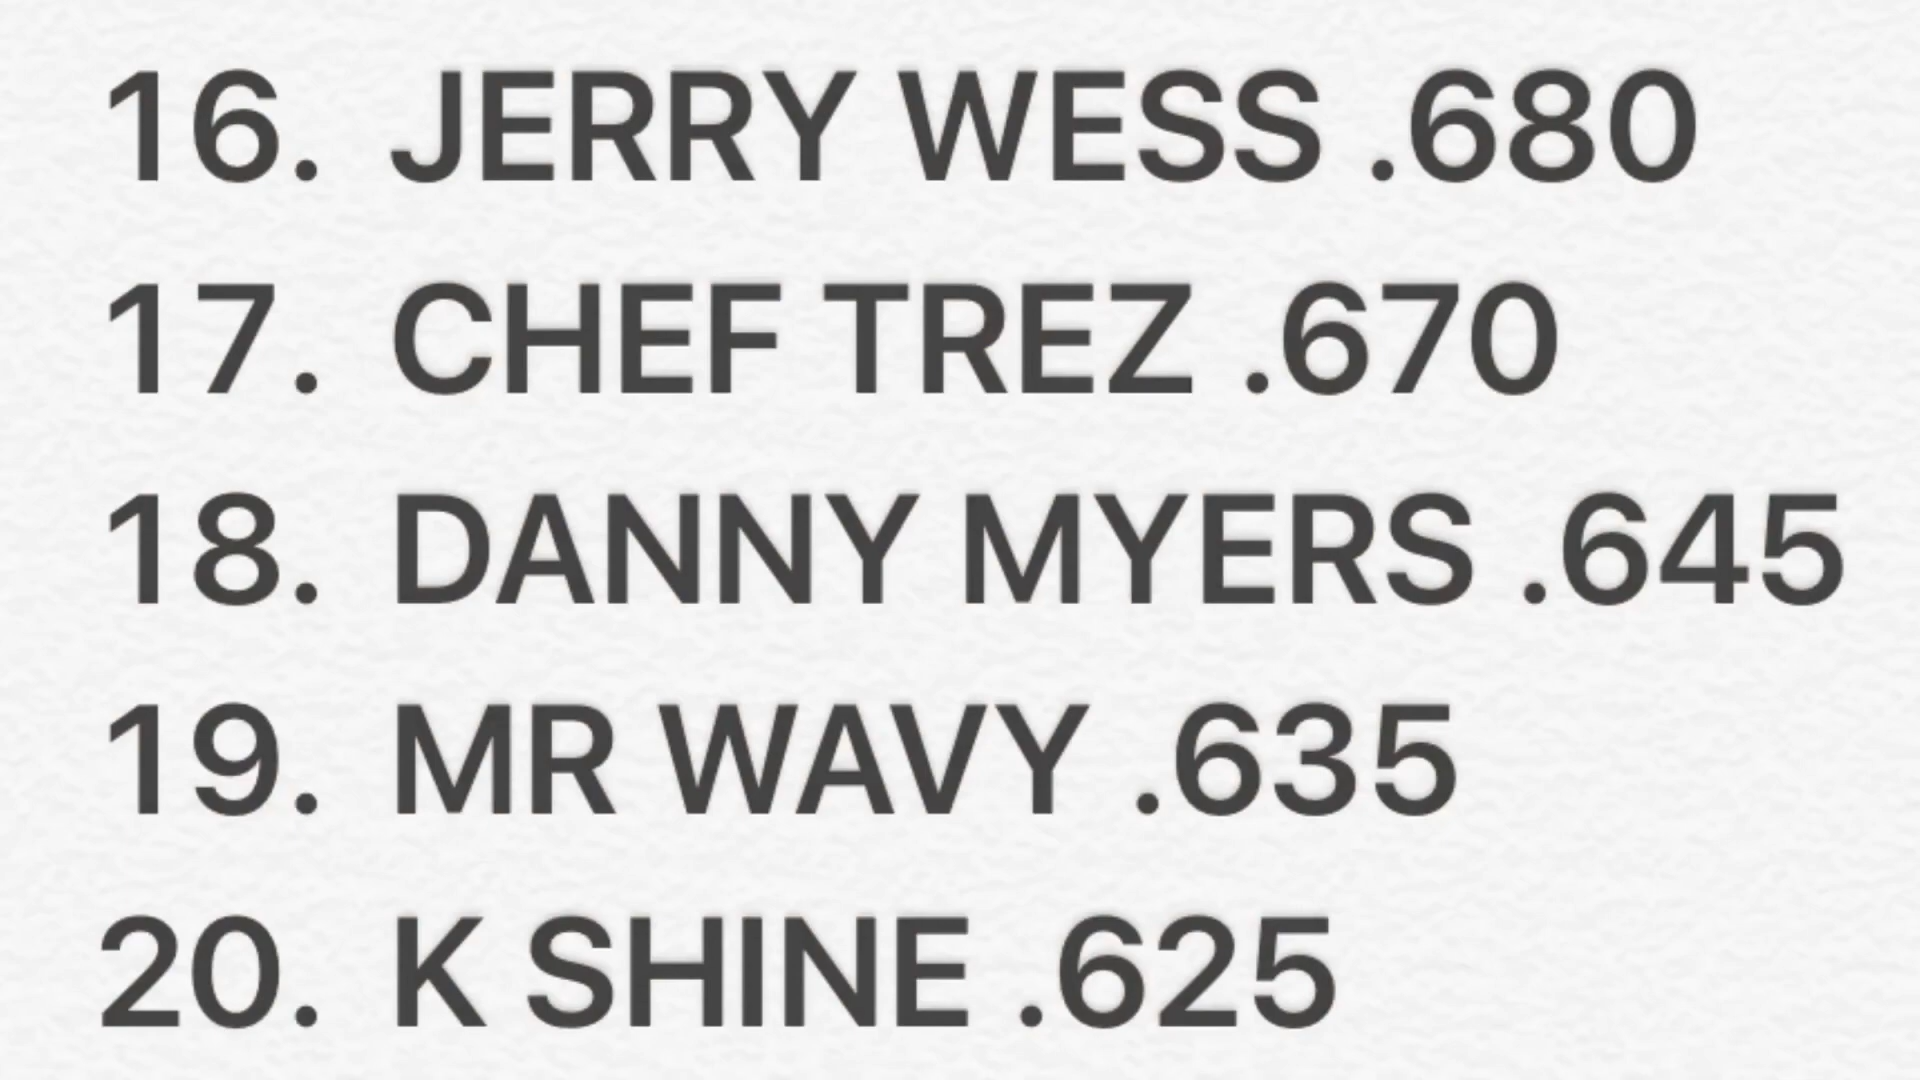 16. JERRY WESS .680
17. CHEF TREZ .670
18. DANNY MYERS .645
19. MR WAVY .635
20. K SHINE .625